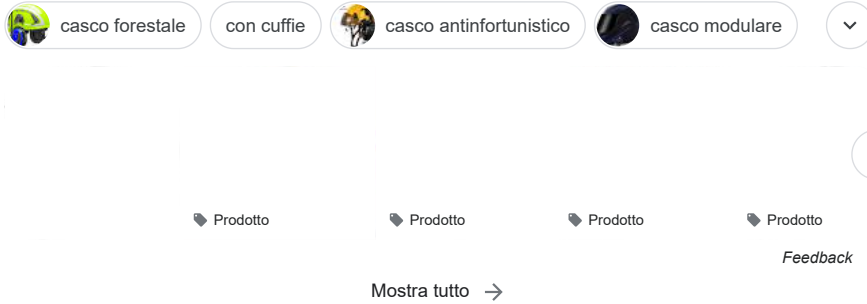 casco forestale con cuffie casco antinfortunistico casco modulare
Prodotto Prodotto Prodotto Prodotto
Feedback
Mostra tutto